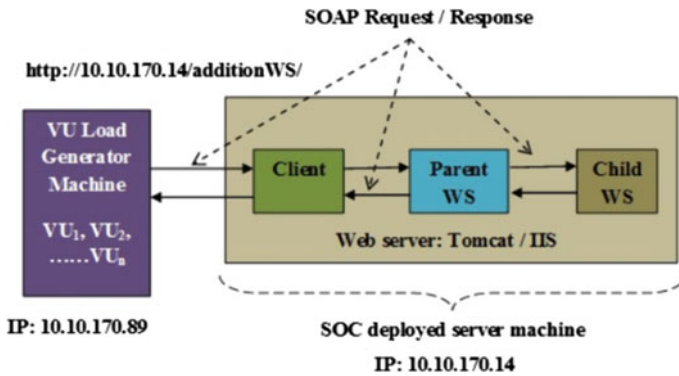 SOAP Request / Response
http://10.10.170.14/additionWS/
VU Load
Generator
Machine
VU₁, VU₂,
......VUₙ
Client
Parent
WS
Child
WS
Web server: Tomcat / IIS
IP: 10.10.170.89
SOC deployed server machine
IP: 10.10.170.14